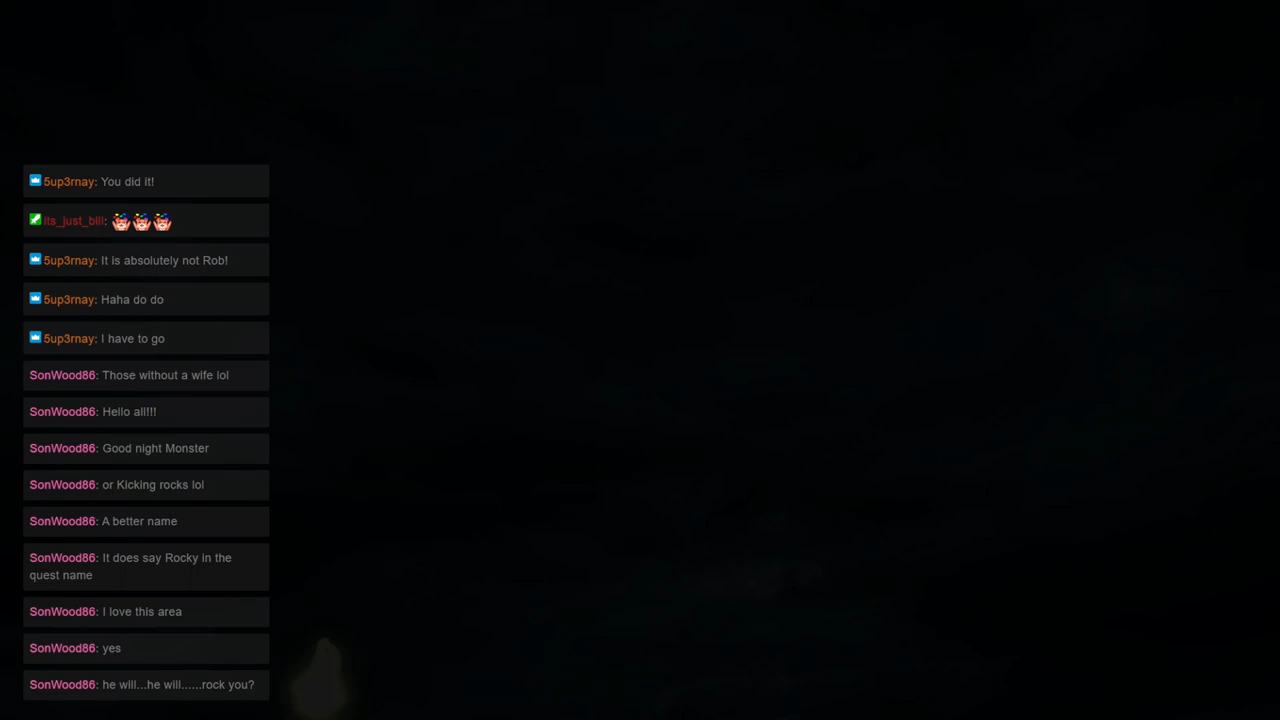 5up3rnay: You did it!
its_just_bill:
5up3rnay: It is absolutely not Rob!
5up3rnay: Haha do do
5up3rnay: I have to go
SonWood86: Those without a wife lol
SonWood86: Hello all!!!
SonWood86: Good night Monster
SonWood86: or Kicking rocks lol
SonWood86: A better name
SonWood86: It does say Rocky in the
quest name
SonWood86: I love this area
SonWood86: yes
SonWood86: he will...he will......rock you?